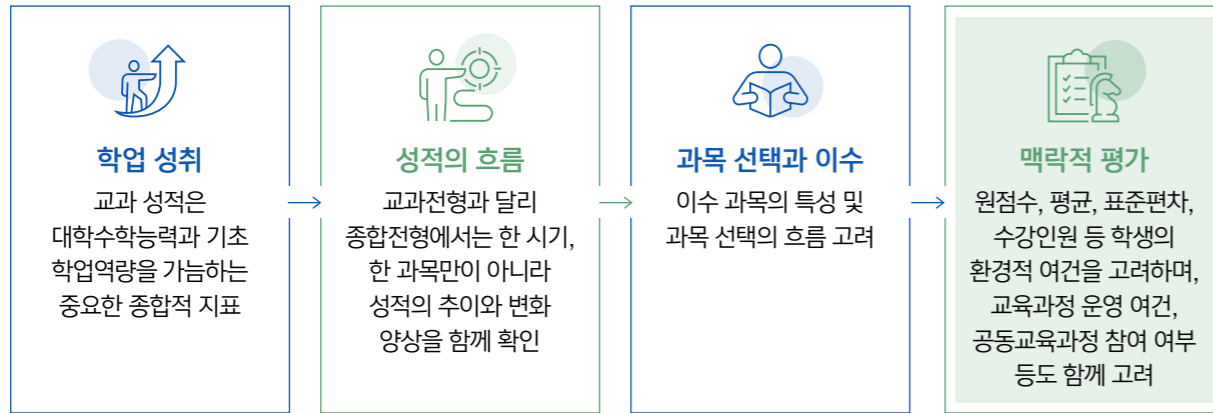 학업 성취
교과 성적은
대학수학능력과 기초
학업역량을 가늠하는
중요한 종합적 지표
성적의 흐름
교과전형과 달리
종합전형에서는 한 시기,
한 과목만이 아니라
성적의 추이와 변화
양상을 함께 확인
과목 선택과 이수
이수 과목의 특성 및
과목 선택의 흐름 고려
맥락적 평가
원점수, 평균, 표준편차,
수강인원 등 학생의
환경적 여건을 고려하며,
교육과정 운영 여건,
공동교육과정 참여 여부
등도 함께 고려